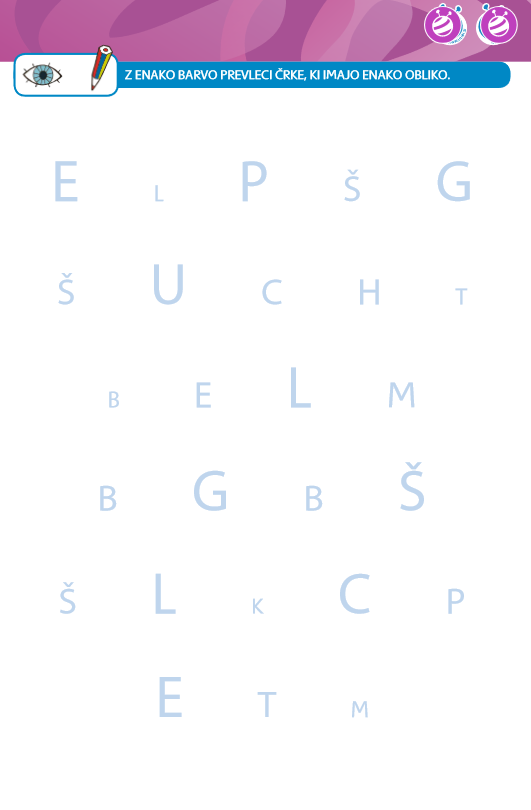 Z ENAKO BARVO PREVLECI ČRKE, KI IMAJO ENAKO OBLIKO.
E L P Š G
Š U C H T
B E L M
B G B Š
Š L K C P
E T M